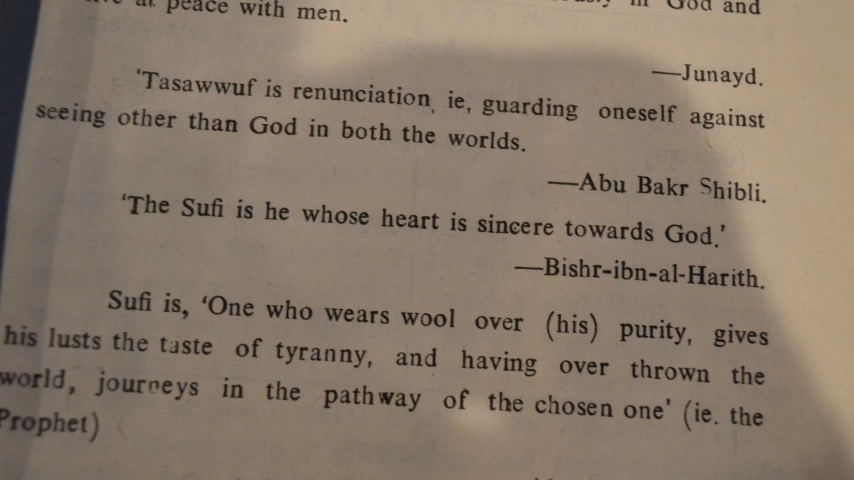 at peace with men.
—Junayd.
'Tasawwuf is renunciation, ie, guarding oneself against
seeing other than God in both the worlds.
—Abu Bakr Shibli.
'The Sufi is he whose heart is sincere towards God.'
—Bishr-ibn-al-Harith.
Sufi is, 'One who wears wool over (his) purity, gives
his lusts the taste of tyranny, and having over thrown the
world, journeys in the pathway of the chosen one' (ie. the
Prophet)